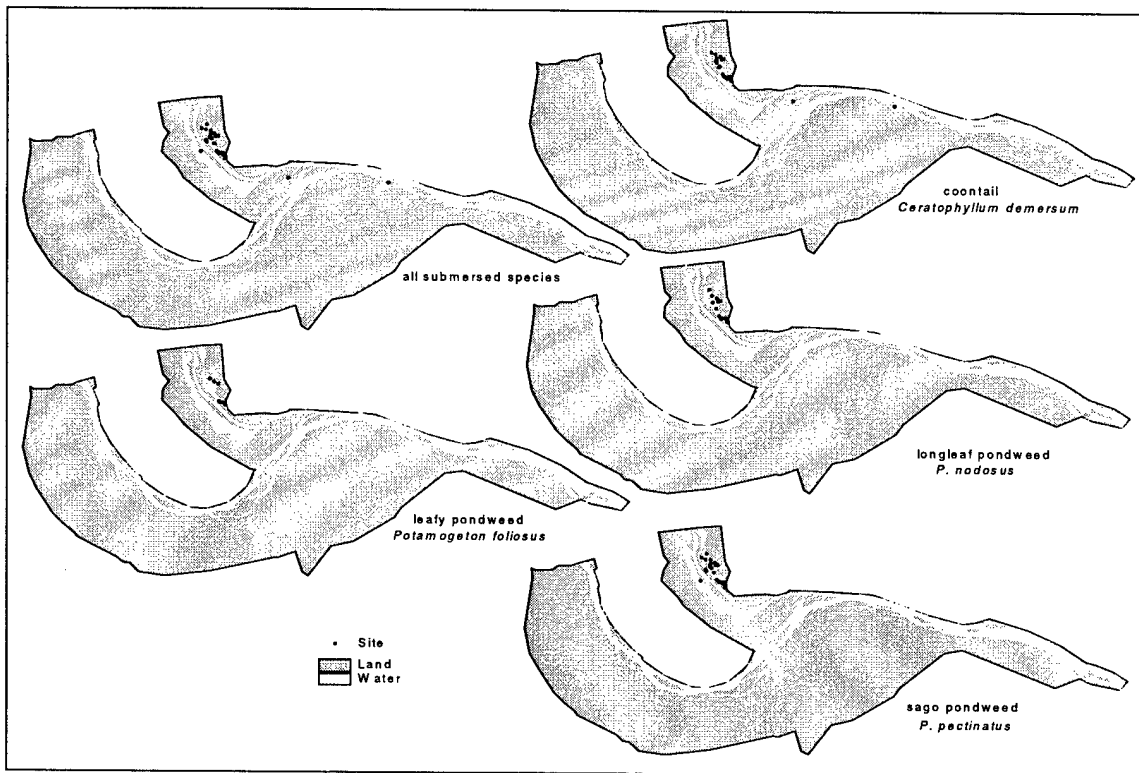 coontail
Ceratophyllum demersum
all submersed species
longleaf pondweed
P. nodosus
leafy pondweed
Potamogeton foliosus
Site
Land
Water
sago pondweed
P. pectinatus